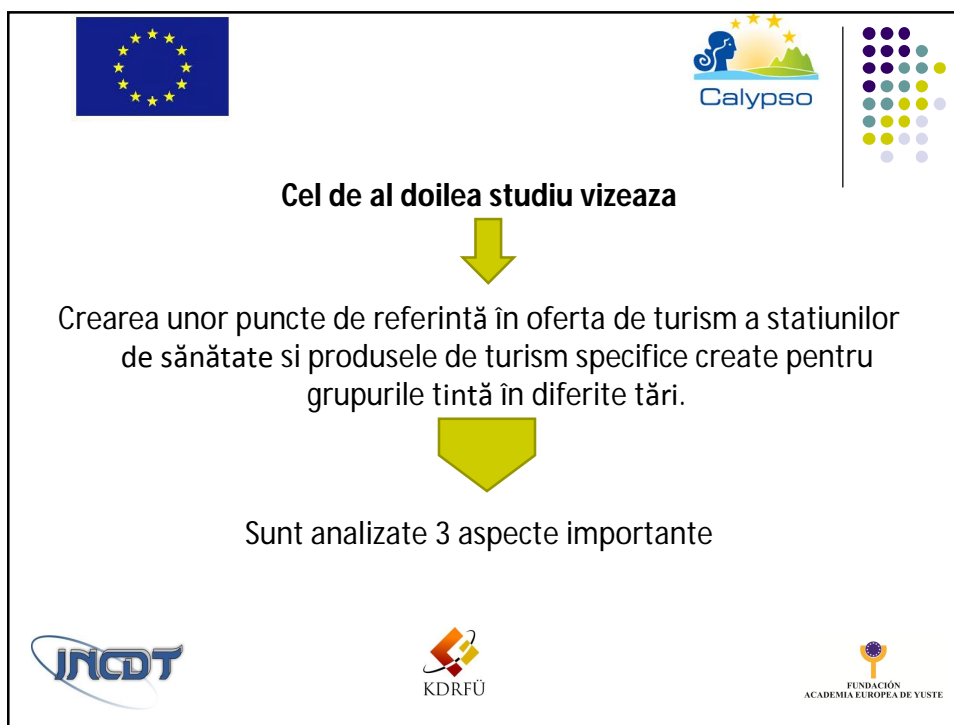 Calypso
Cel de al doilea studiu vizeaza
Crearea unor puncte de referintă în oferta de turism a statiunilor
de sănătate si produsele de turism specifice create pentru
grupurile tintă în diferite tări.
Sunt analizate 3 aspecte importante
INCDT
KDRFÜ
FUNDACIÓN
ACADEMIA EUROPEA DE YUSTE